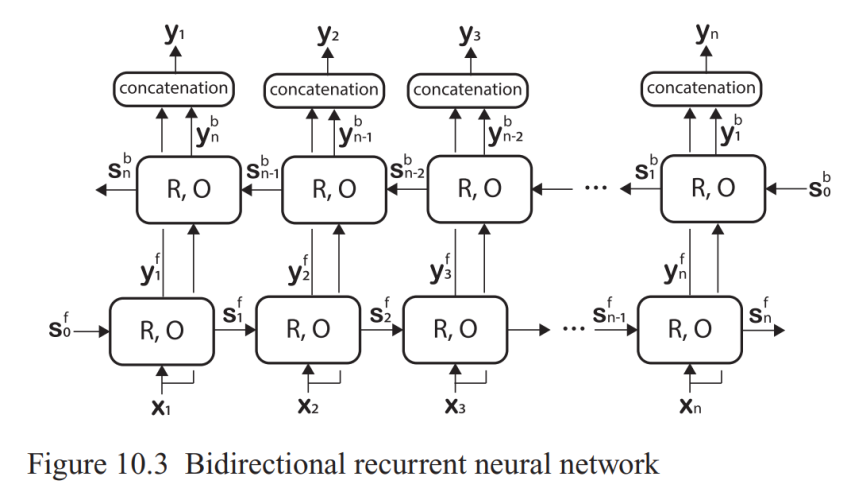 y1 y2 y3 yn
concatenation concatenation concatenation concatenation
y^b_n y^b_n-1 y^b_n-2 y^b_1
s^b_n R, O s^b_n-1 R, O s^b_n-2 R, O ... s^b_1 R, O s^b_0
y^f_1 y^f_2 y^f_3 y^f_n
s^f_0 R, O s^f_1 R, O s^f_2 R, O ... s^f_n-1 R, O s^f_n
x1 x2 x3 xn
Figure 10.3 Bidirectional recurrent neural network